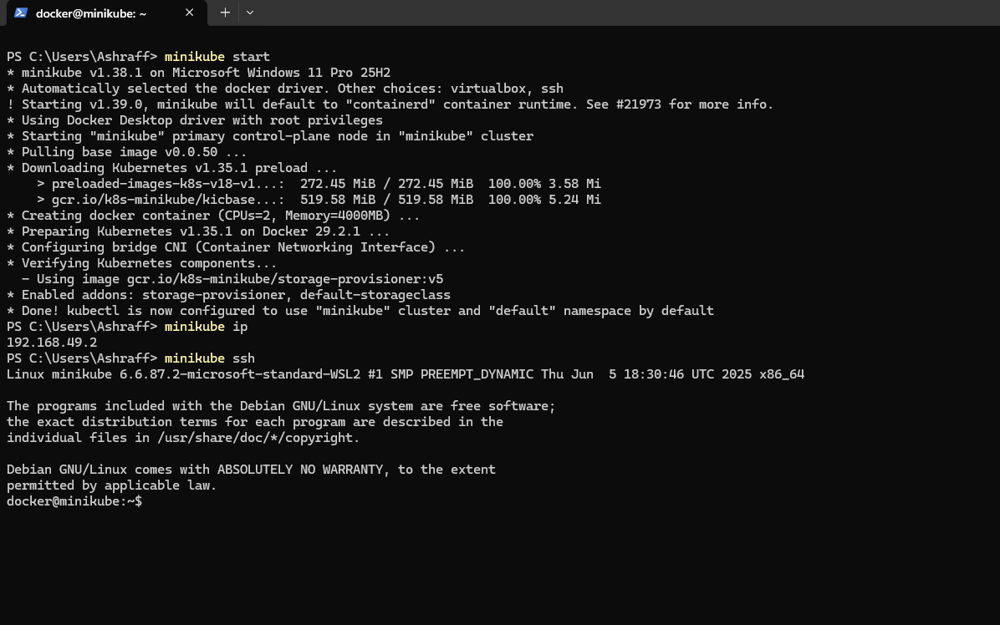 docker@minikube: ~
PS C:\Users\Ashraff> minikube start
* minikube v1.38.1 on Microsoft Windows 11 Pro 25H2
* Automatically selected the docker driver. Other choices: virtualbox, ssh
! Starting v1.39.0, minikube will default to "containerd" container runtime. See #21973 for more info.
* Using Docker Desktop driver with root privileges
* Starting "minikube" primary control-plane node in "minikube" cluster
* Pulling base image v0.0.50 ...
* Downloading Kubernetes v1.35.1 preload ...
    > preloaded-images-k8s-v18-v1...:  272.45 MiB / 272.45 MiB  100.00% 3.58 Mi
    > gcr.io/k8s-minikube/kicbase...:  519.58 MiB / 519.58 MiB  100.00% 5.24 Mi
* Creating docker container (CPUs=2, Memory=4000MB) ...
* Preparing Kubernetes v1.35.1 on Docker 29.2.1 ...
* Configuring bridge CNI (Container Networking Interface) ...
* Verifying Kubernetes components...
  - Using image gcr.io/k8s-minikube/storage-provisioner:v5
* Enabled addons: storage-provisioner, default-storageclass
* Done! kubectl is now configured to use "minikube" cluster and "default" namespace by default
PS C:\Users\Ashraff> minikube ip
192.168.49.2
PS C:\Users\Ashraff> minikube ssh
Linux minikube 6.6.87.2-microsoft-standard-WSL2 #1 SMP PREEMPT_DYNAMIC Thu Jun  5 18:30:46 UTC 2025 x86_64

The programs included with the Debian GNU/Linux system are free software;
the exact distribution terms for each program are described in the
individual files in /usr/share/doc/*/copyright.

Debian GNU/Linux comes with ABSOLUTELY NO WARRANTY, to the extent
permitted by applicable law.
docker@minikube:~$